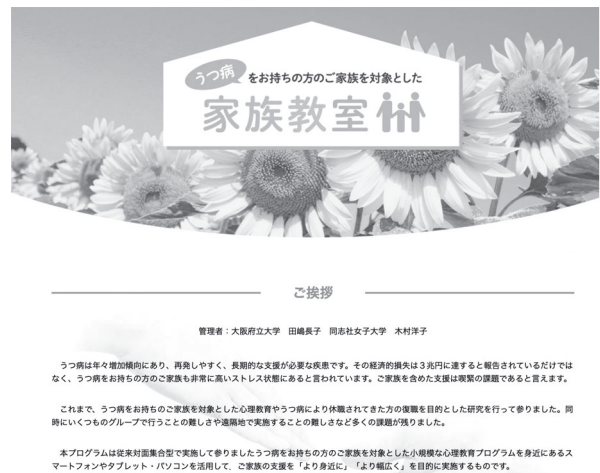 うつ病 をお持ちの方のご家族を対象とした
家族教室
ご挨拶
管理者：大阪府立大学　田嶋長子　同志社女子大学　木村洋子
うつ病は年々増加傾向にあり、再発しやすく、長期的な支援が必要な疾患です。その経済的損失は３兆円に達すると報告されているだけでは
なく、うつ病をお持ちの方のご家族も非常に高いストレス状態にあると言われています。ご家族を含めた支援は喫緊の課題であると言えます。
これまで、うつ病をお持ちのご家族を対象とした心理教育やうつ病により休職されてきた方の復職を目的とした研究を行って参りました。同
時にいくつものグループで行うことの難しさや遠隔地で実施することの難しさなど多くの課題が残りました。
本プログラムは従来対面集合型で実施して参りましたうつ病をお持ちの方のご家族を対象とした小規模な心理教育プログラムを身近にあるス
マートフォンやタブレット・パソコンを活用して、ご家族の支援を「より身近に」「より幅広く」を目的に実施するものです。